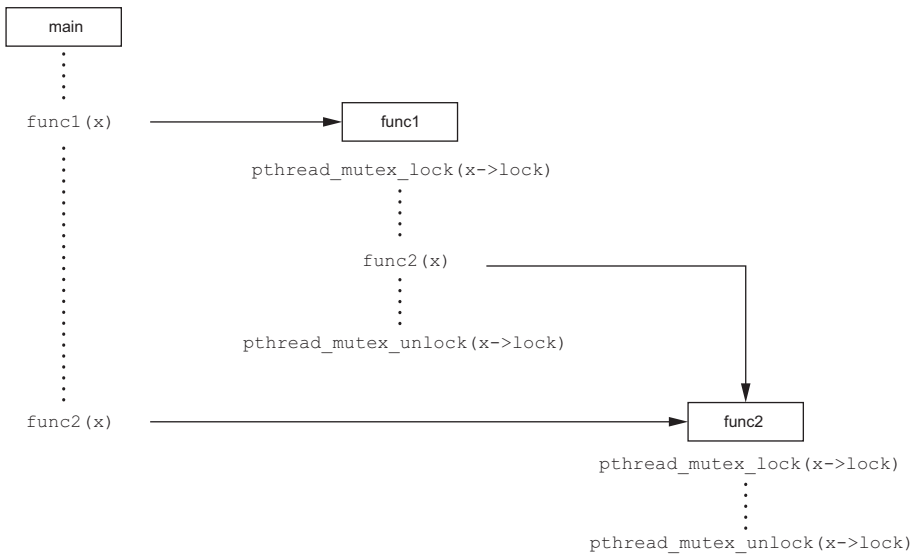 main
func1(x)
func1
pthread_mutex_lock(x->lock)
func2(x)
pthread_mutex_unlock(x->lock)
func2(x)
func2
pthread_mutex_lock(x->lock)
pthread_mutex_unlock(x->lock)